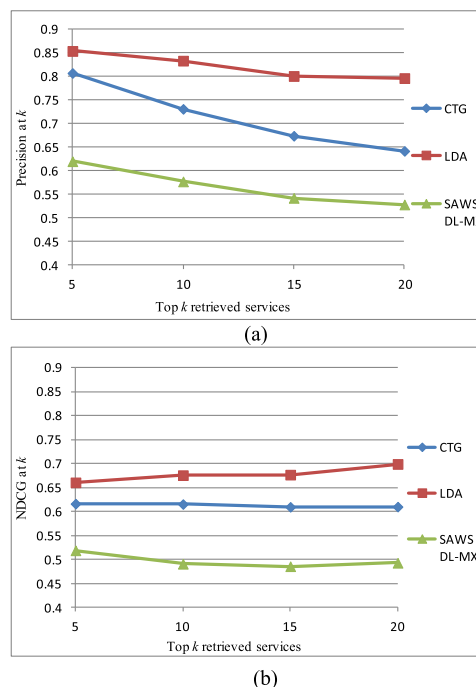 0.9
0.85
0.8
0.75
0.7
0.65
0.6
0.55
0.5
0.45
0.4
Precision at k
5 10 15 20
Top k retrieved services
CTG
LDA
SAWS
DL-M
(a)
0.9
0.85
0.8
0.75
0.7
0.65
0.6
0.55
0.5
0.45
0.4
NDCG at k
5 10 15 20
Top k retrieved services
CTG
LDA
SAWS
DL-MX
(b)